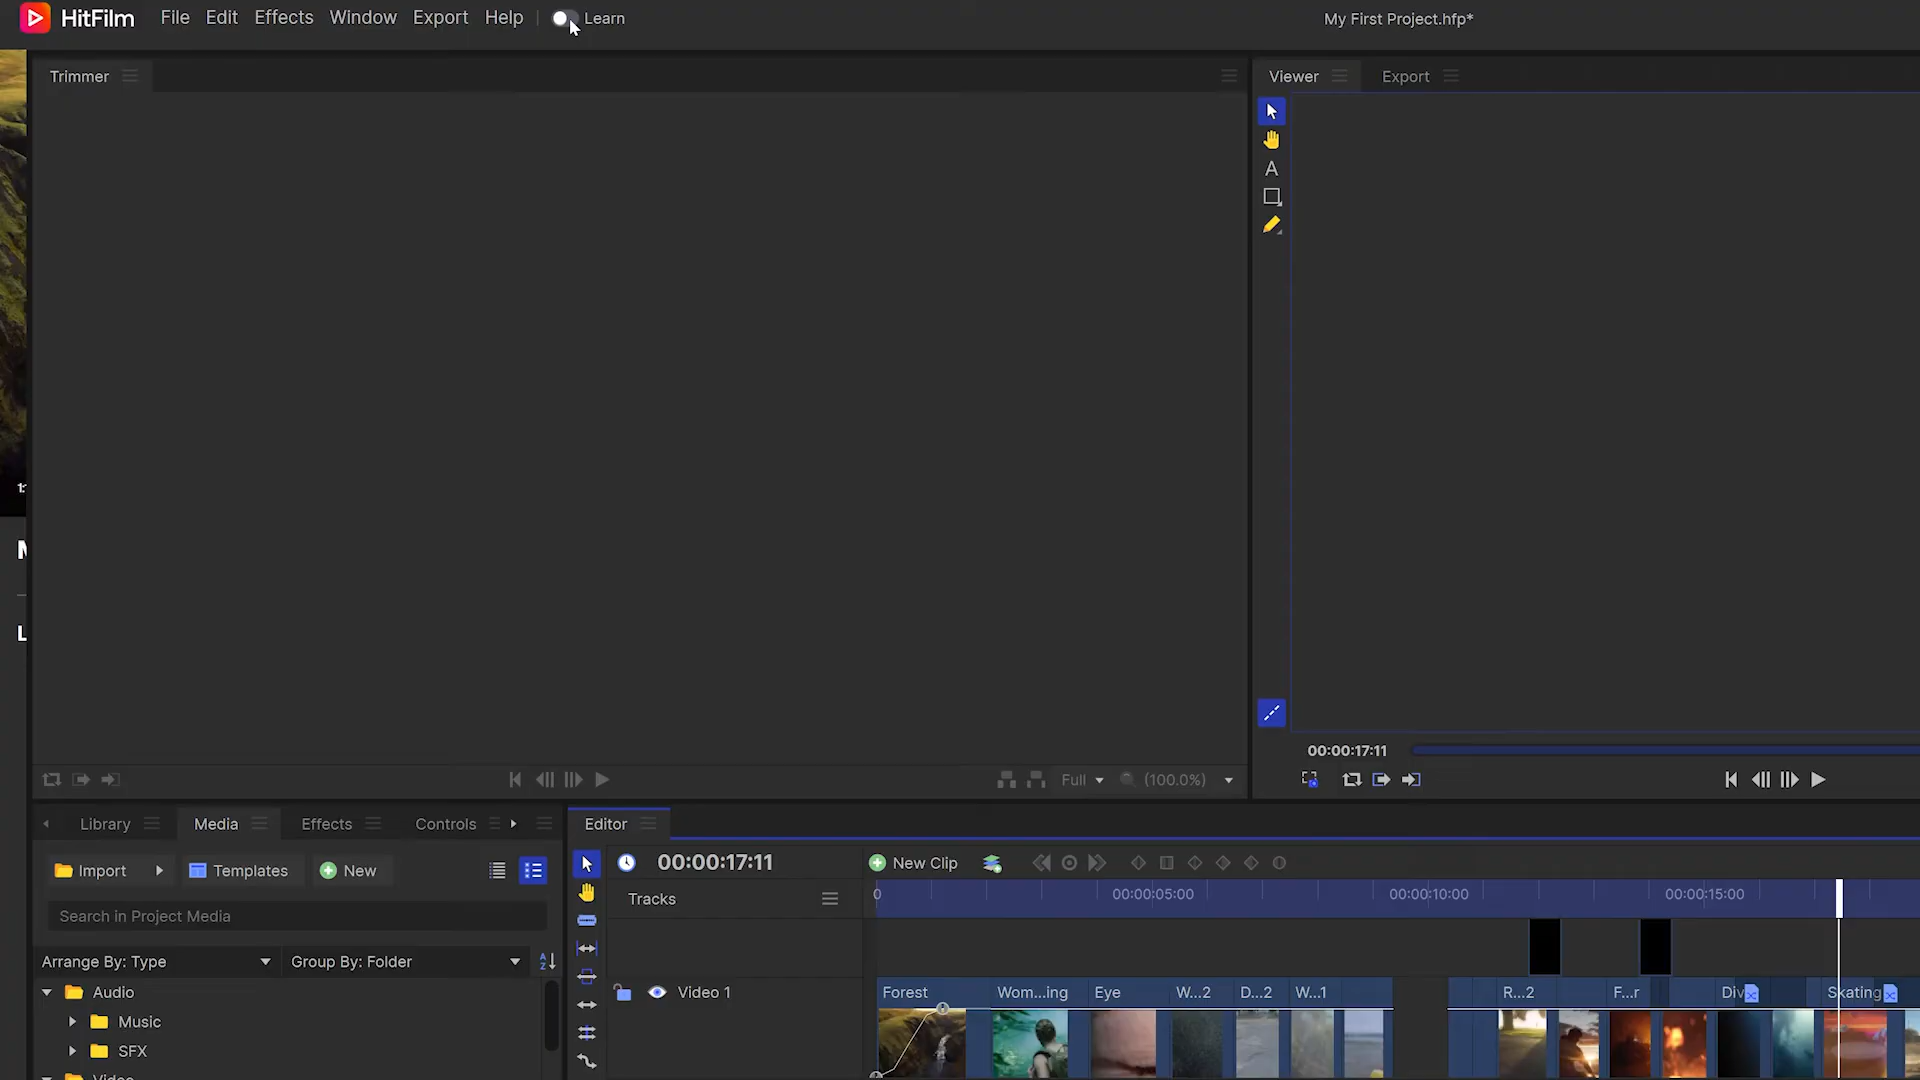 HitFilm File Edit Effects Window Export Help Learn My First Project.hfp*
Trimmer Viewer Export
A
00:00:17:11
Full (100.0%)
Library Media Effects Controls Editor
Import Templates New 00:00:17:11 New Clip
Tracks 0 00:00:05:00 00:00:10:00 00:00:15:00
Search in Project Media
Arrange By: Type Group By: Folder
Audio Video 1 Forest Wom...ing Eye W...2 D...2 W...1 R...2 F...r Div Skating
Music
SFX
Video